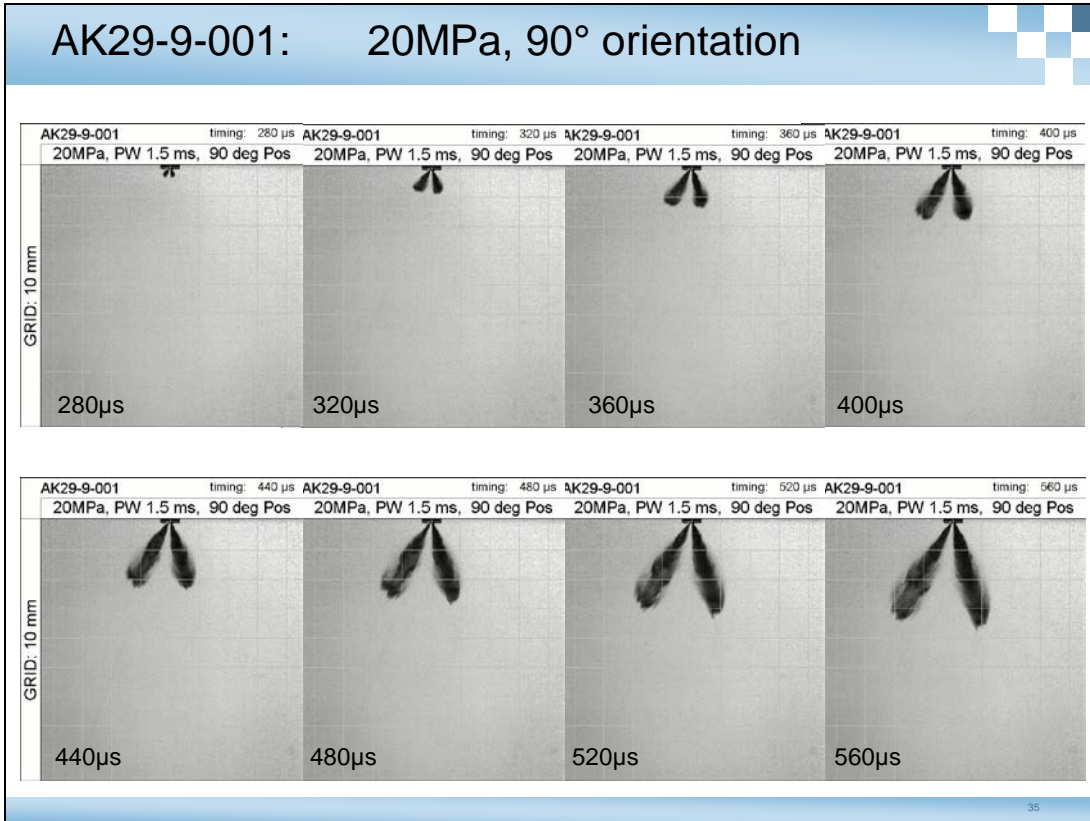 AK29-9-001: 20MPa, 90° orientation
AK29-9-001 timing: 280 µs
20MPa, PW 1.5 ms, 90 deg Pos
GRID: 10 mm
280µs
AK29-9-001 timing: 320 µs
20MPa, PW 1.5 ms, 90 deg Pos
320µs
AK29-9-001 timing: 360 µs
20MPa, PW 1.5 ms, 90 deg Pos
360µs
AK29-9-001 timing: 400 µs
20MPa, PW 1.5 ms, 90 deg Pos
400µs
AK29-9-001 timing: 440 µs
20MPa, PW 1.5 ms, 90 deg Pos
GRID: 10 mm
440µs
AK29-9-001 timing: 480 µs
20MPa, PW 1.5 ms, 90 deg Pos
480µs
AK29-9-001 timing: 520 µs
20MPa, PW 1.5 ms, 90 deg Pos
520µs
AK29-9-001 timing: 560 µs
20MPa, PW 1.5 ms, 90 deg Pos
560µs
35